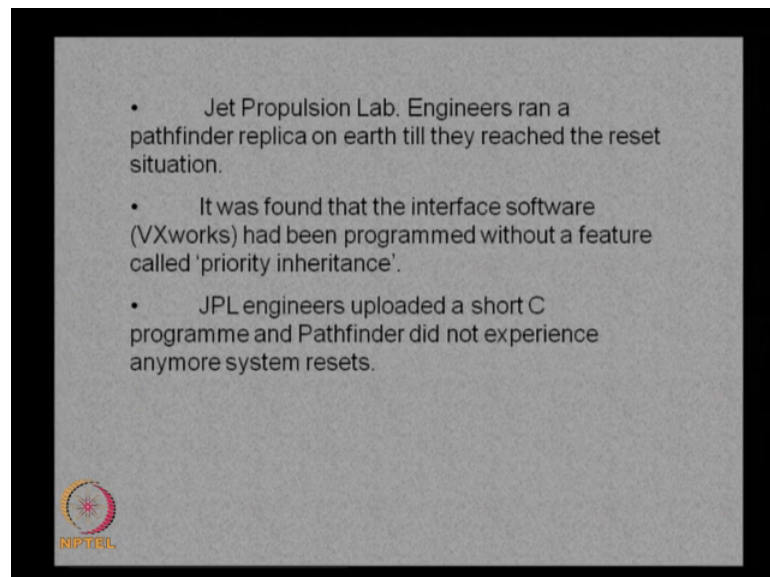 • Jet Propulsion Lab. Engineers ran a
pathfinder replica on earth till they reached the reset
situation.
• It was found that the interface software
(VXworks) had been programmed without a feature
called ‘priority inheritance’.
• JPL engineers uploaded a short C
programme and Pathfinder did not experience
anymore system resets.
NPTEL